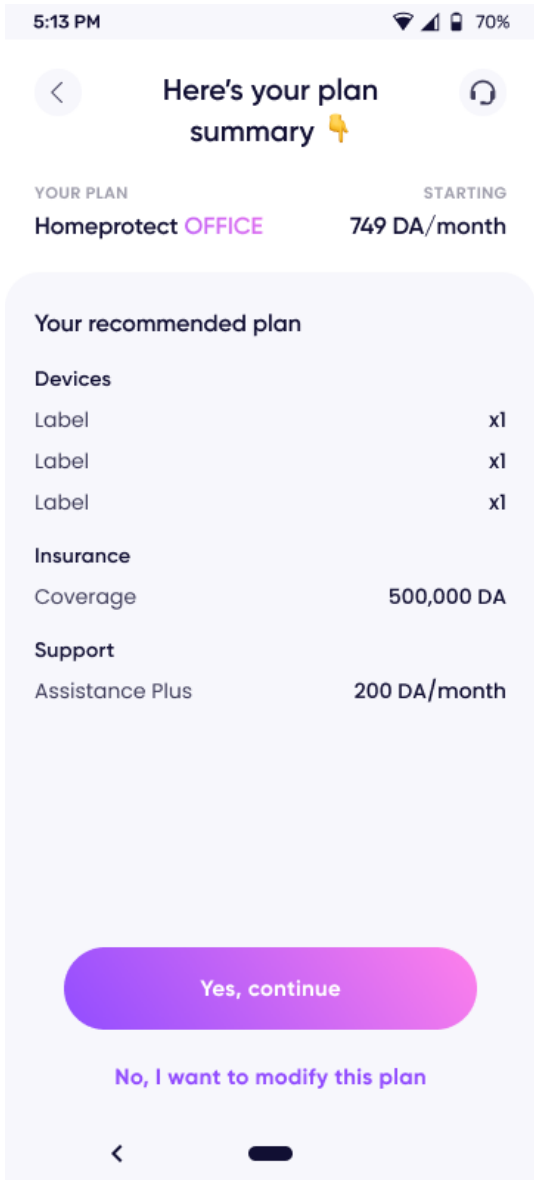 5:13 PM 70%
Here's your plan
summary 👇
YOUR PLAN STARTING
Homeprotect OFFICE 749 DA/month
Your recommended plan
Devices
Label x1
Label x1
Label x1
Insurance
Coverage 500,000 DA
Support
Assistance Plus 200 DA/month
Yes, continue
No, I want to modify this plan